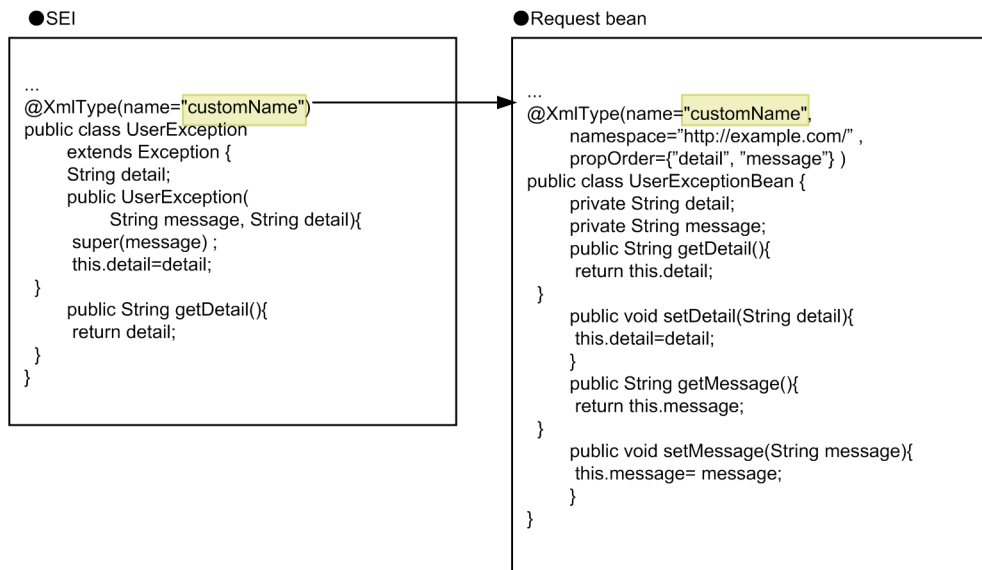 ●SEI
...
@XmlType(name="customName")
public class UserException
extends Exception {
String detail;
public UserException(
String message, String detail){
super(message) ;
this.detail=detail;
}
public String getDetail(){
return detail;
}
}
●Request bean
...
@XmlType(name="customName",
namespace=”http://example.com/” ,
propOrder={”detail”, ”message”} )
public class UserExceptionBean {
private String detail;
private String message;
public String getDetail(){
return this.detail;
}
public void setDetail(String detail){
this.detail=detail;
}
public String getMessage(){
return this.message;
}
public void setMessage(String message){
this.message= message;
}
}